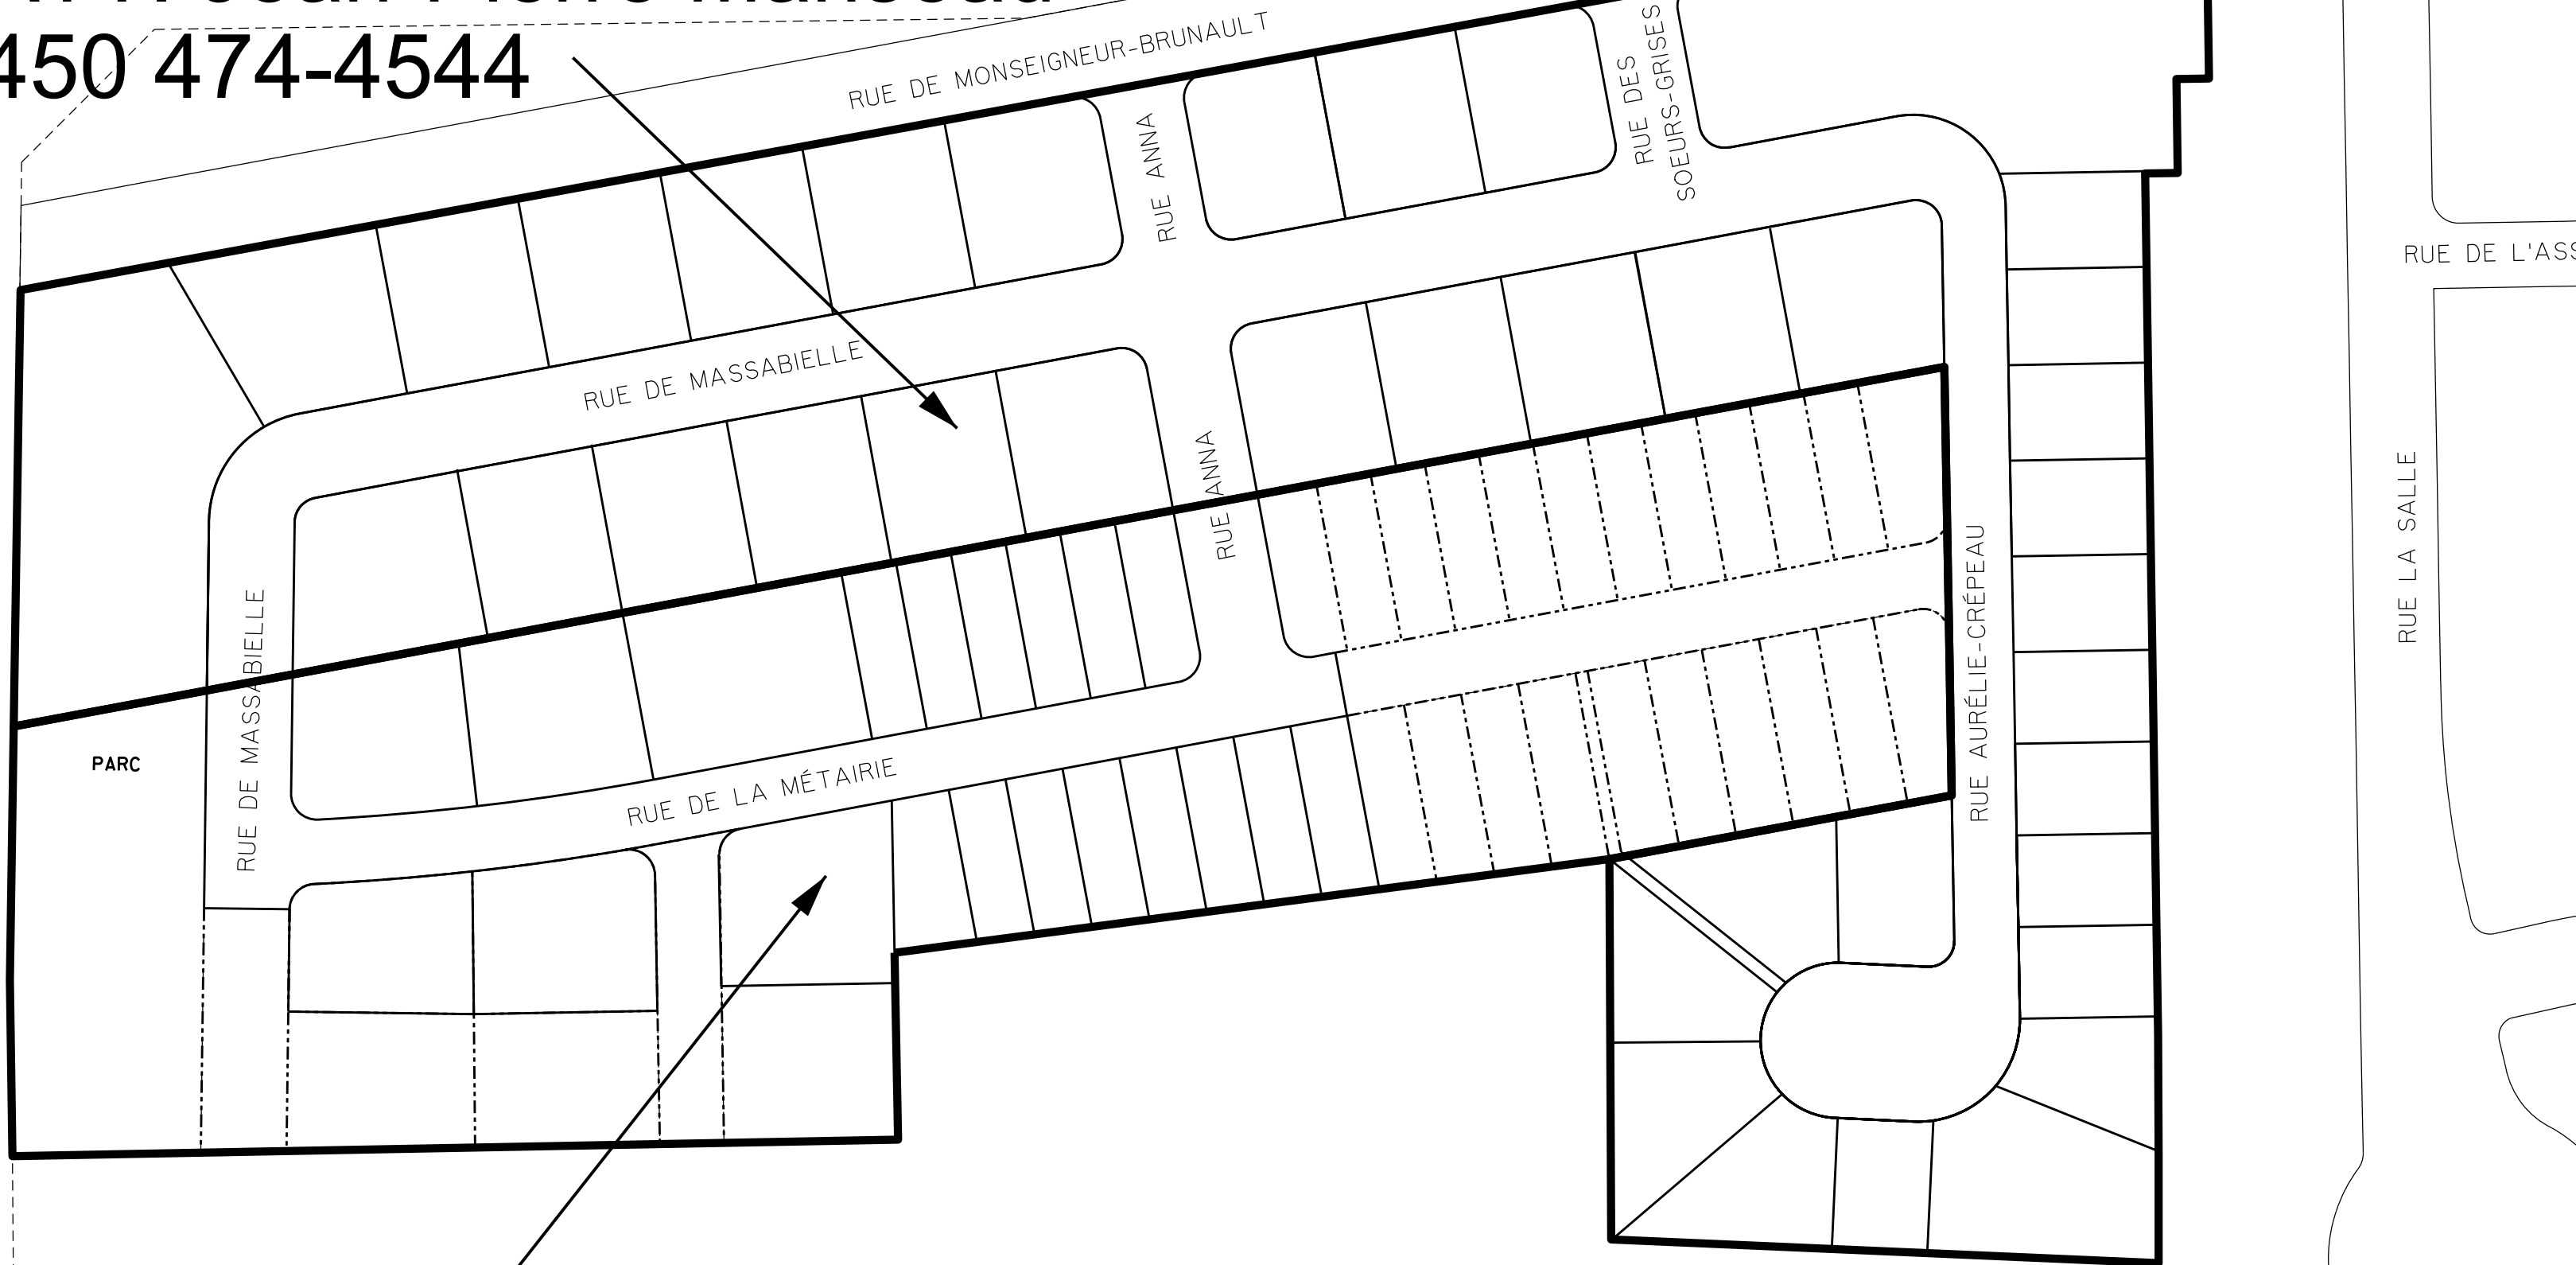 450 474-4544
RUE DE MONSEIGNEUR-BRUNAULT
RUE DES
SOEURS-GRISES
RUE ANNA
RUE DE L'ASS
RUE DE MASSABIELLE
RUE ANNA
RUE LA SALLE
RUE AURÉLIE-CRÉPEAU
RUE DE MASSABIELLE
PARC
RUE DE LA MÉTAIRIE